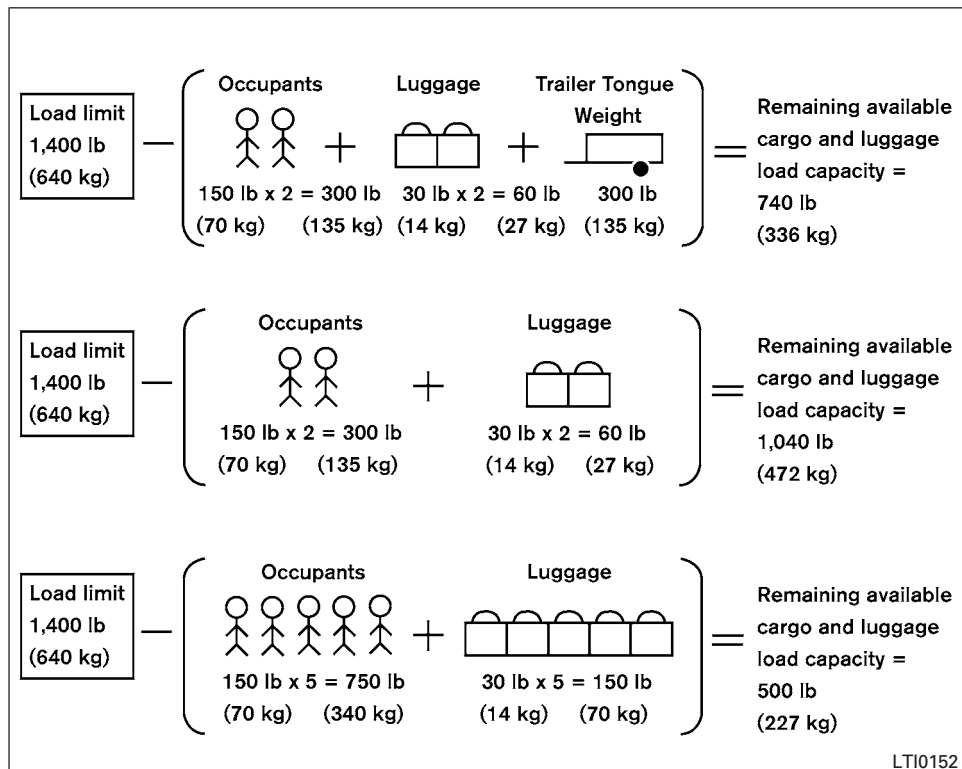 Occupants
Luggage
Trailer Tongue
Weight
Load limit
1,400 lb
(640 kg)
−
+
+
=
150 lb x 2 = 300 lb
30 lb x 2 = 60 lb
300 lb
(70 kg)
(135 kg)
(14 kg)
(27 kg)
(135 kg)
Remaining available
cargo and luggage
load capacity =
740 lb
(336 kg)
Occupants
Luggage
Load limit
1,400 lb
(640 kg)
−
+
=
150 lb x 2 = 300 lb
30 lb x 2 = 60 lb
(70 kg)
(135 kg)
(14 kg)
(27 kg)
Remaining available
cargo and luggage
load capacity =
1,040 lb
(472 kg)
Occupants
Luggage
Load limit
1,400 lb
(640 kg)
−
+
=
150 lb x 5 = 750 lb
30 lb x 5 = 150 lb
(70 kg)
(340 kg)
(14 kg)
(70 kg)
Remaining available
cargo and luggage
load capacity =
500 lb
(227 kg)
LTI0152